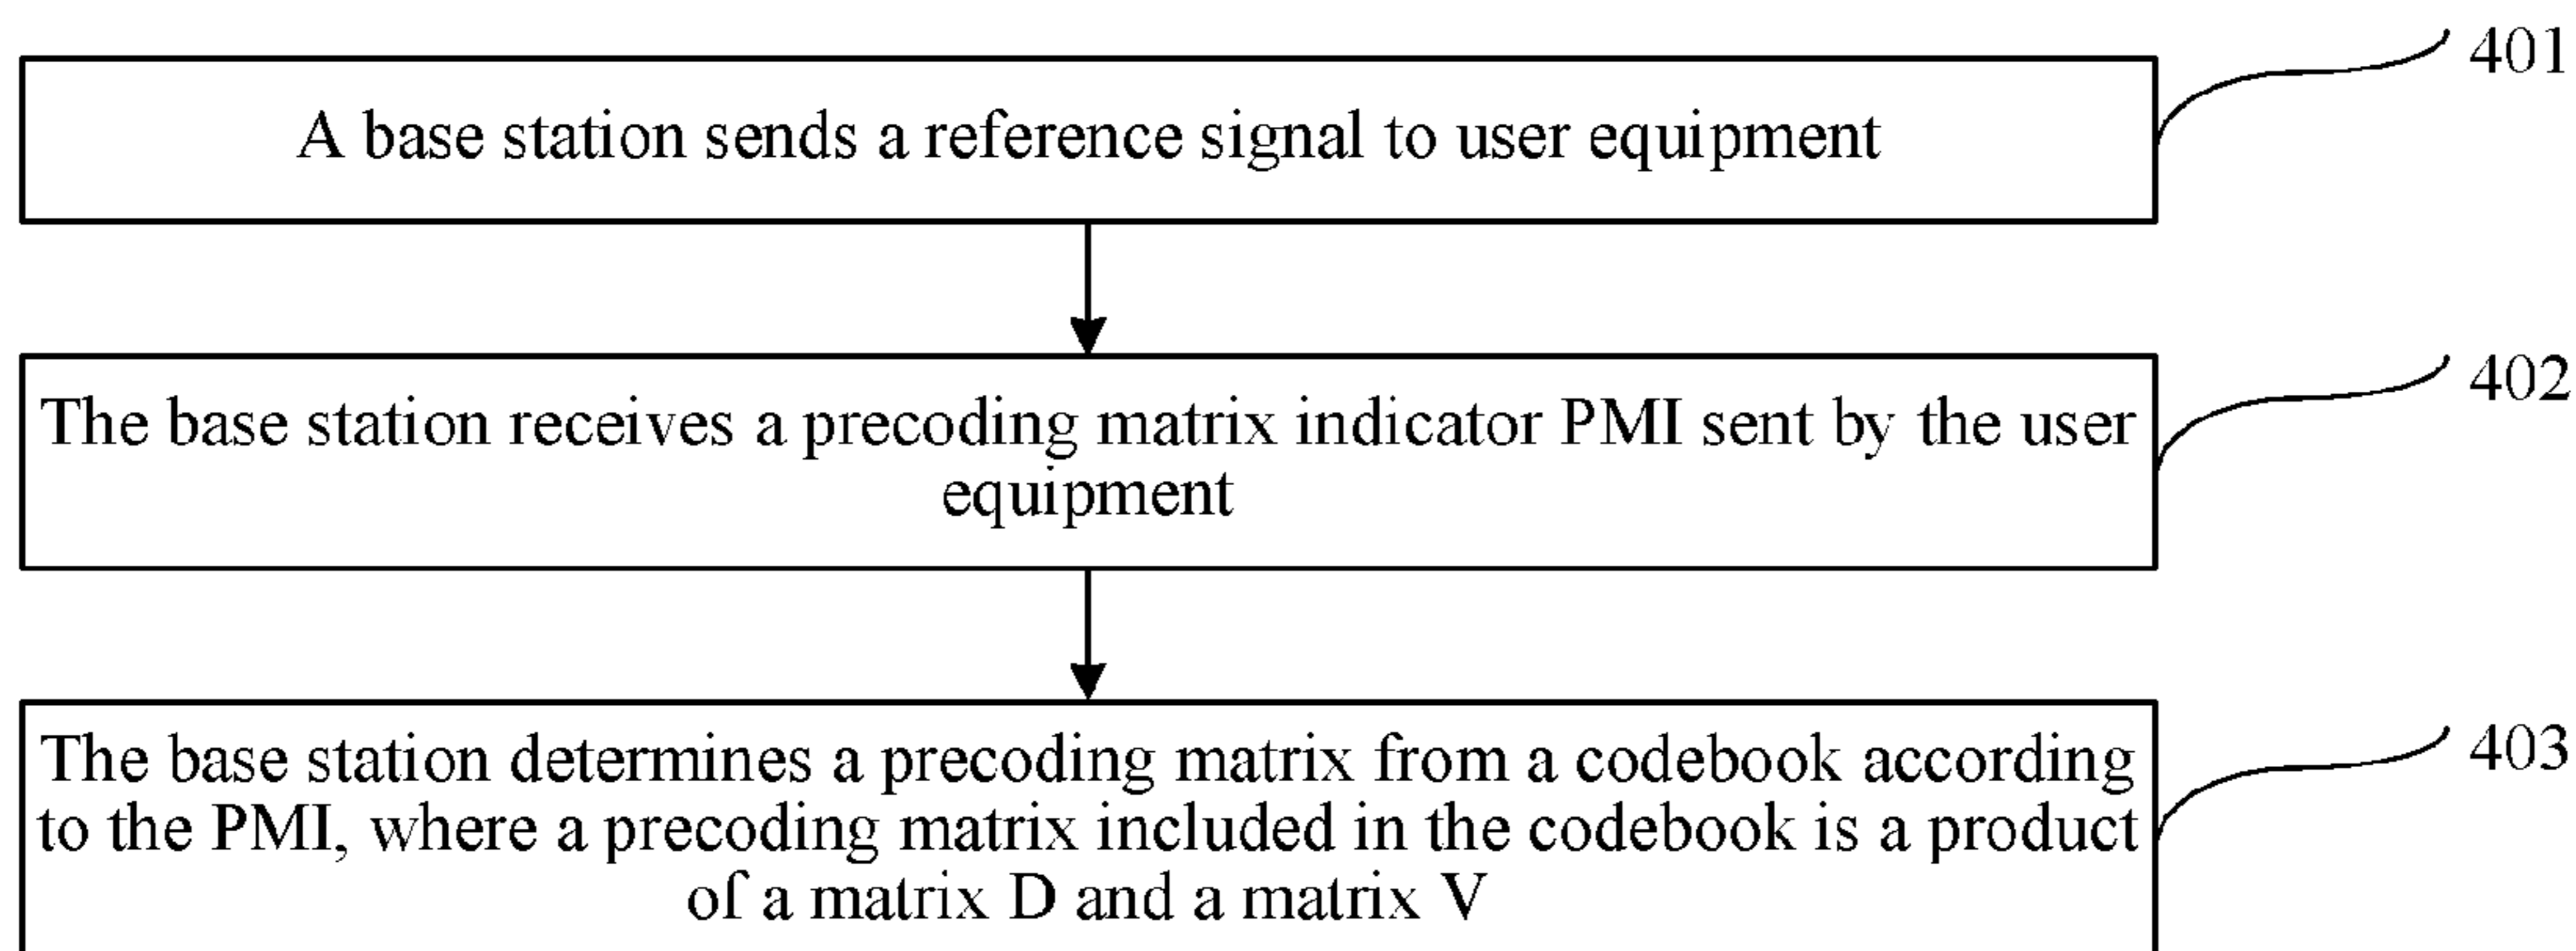 401
A base station sends a reference signal to user equipment
402
The base station receives a precoding matrix indicator PMI sent by the user
equipment
403
The base station determines a precoding matrix from a codebook according
to the PMI, where a precoding matrix included in the codebook is a product
of a matrix D and a matrix V